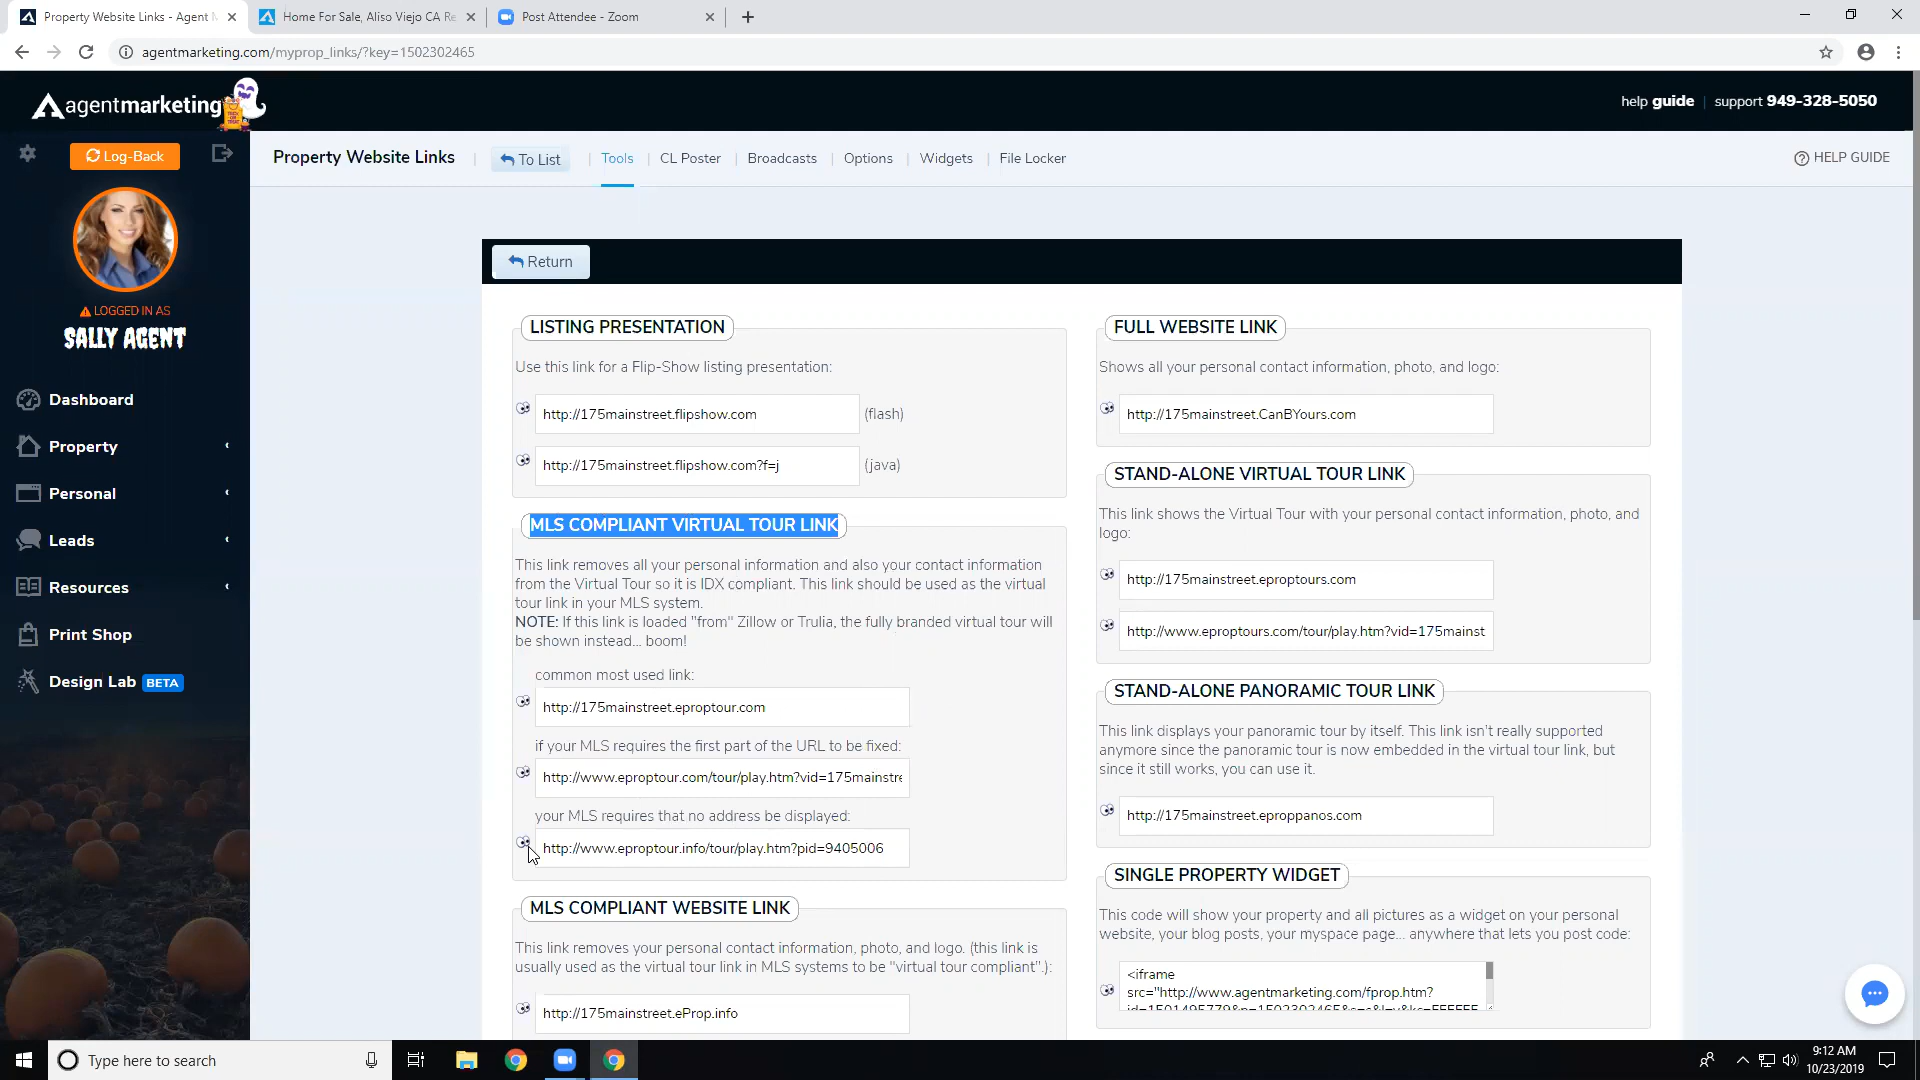 Property Website Links - Agent M
Home For Sale, Aliso Viejo CA Re
Post Attendee - Zoom
agentmarketing.com/myprop_links/?key=1502302465
agentmarketing
help guide | support 949-328-5050
Log-Back
LOGGED IN AS
SALLY AGENT
Dashboard
Property
Personal
Leads
Resources
Print Shop
Design Lab BETA
Property Website Links | To List | Tools | CL Poster | Broadcasts | Options | Widgets | File Locker
HELP GUIDE
Return
LISTING PRESENTATION
Use this link for a Flip-Show listing presentation:
http://175mainstreet.flipshow.com (flash)
http://175mainstreet.flipshow.com?f=j (java)
MLS COMPLIANT VIRTUAL TOUR LINK
This link removes all your personal information and also your contact information
from the Virtual Tour so it is IDX compliant. This link should be used as the virtual
tour link in your MLS system.
NOTE: If this link is loaded "from" Zillow or Trulia, the fully branded virtual tour will
be shown instead... boom!
common most used link:
http://175mainstreet.eproptour.com
if your MLS requires the first part of the URL to be fixed:
http://www.eproptour.com/tour/play.htm?vid=175mainstre
your MLS requires that no address be displayed:
http://www.eproptour.info/tour/play.htm?pid=9405006
MLS COMPLIANT WEBSITE LINK
This link removes your personal contact information, photo, and logo. (this link is
usually used as the virtual tour link in MLS systems to be "virtual tour compliant".):
http://175mainstreet.eProp.info
FULL WEBSITE LINK
Shows all your personal contact information, photo, and logo:
http://175mainstreet.CanBYours.com
STAND-ALONE VIRTUAL TOUR LINK
This link shows the Virtual Tour with your personal contact information, photo, and
logo:
http://175mainstreet.eproptours.com
http://www.eproptours.com/tour/play.htm?vid=175mainst
STAND-ALONE PANORAMIC TOUR LINK
This link displays your panoramic tour by itself. This link isn't really supported
anymore since the panoramic tour is now embedded in the virtual tour link, but
since it still works, you can use it.
http://175mainstreet.eproppanos.com
SINGLE PROPERTY WIDGET
This code will show your property and all pictures as a widget on your personal
website, your blog posts, your myspace page... anywhere that lets you post code:
<iframe
src="http://www.agentmarketing.com/fprop.htm?
Type here to search
9:12 AM
10/23/2019